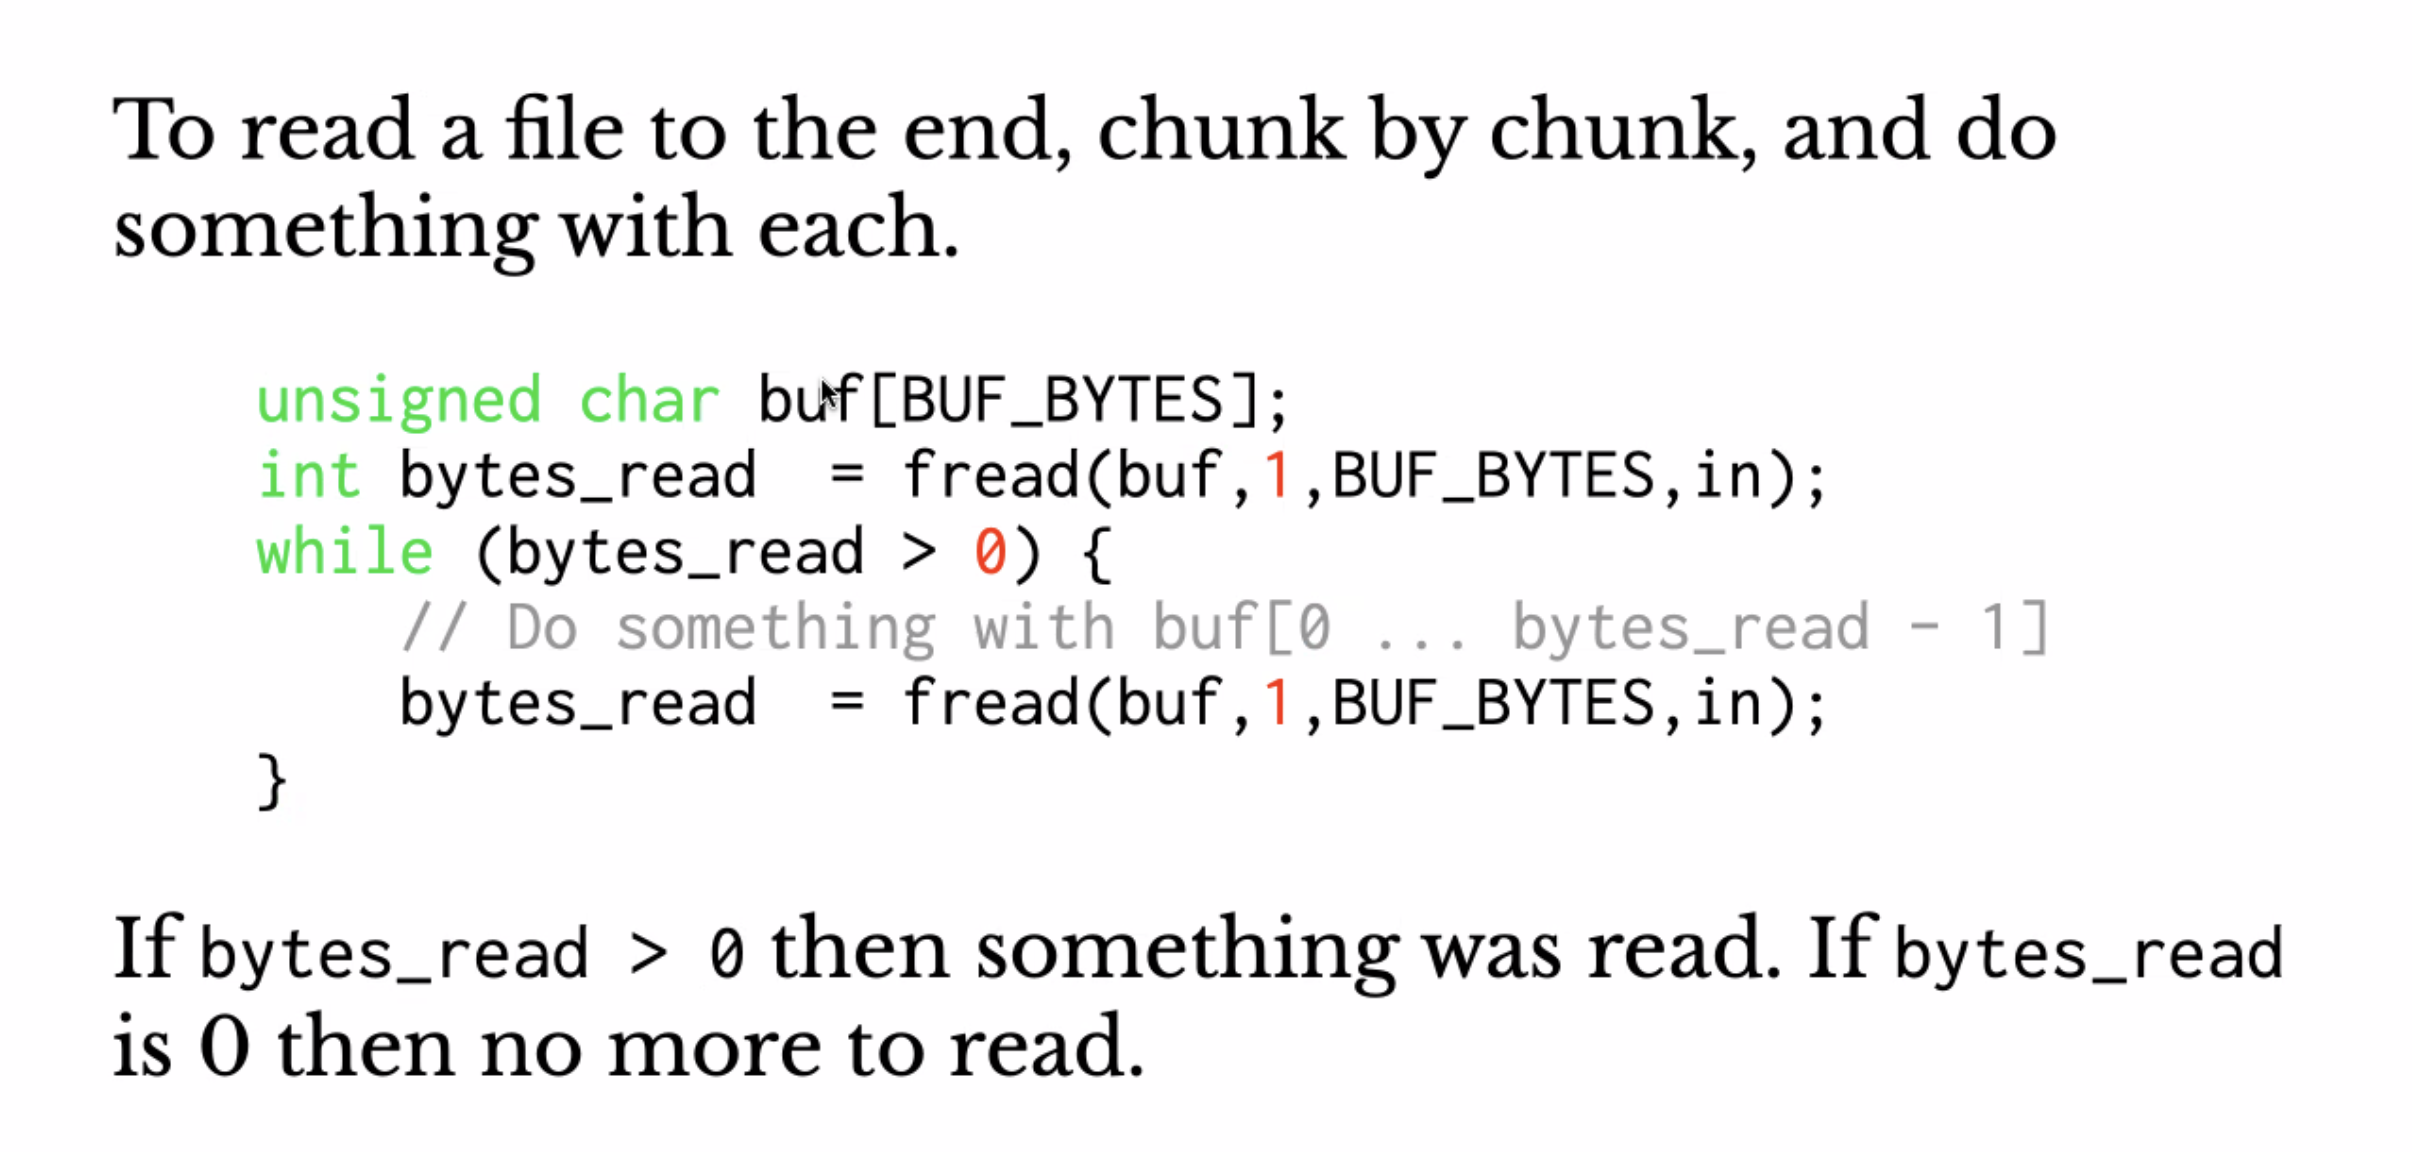 To read a file to the end, chunk by chunk, and do
something with each.
unsigned char buf[BUF_BYTES];
int bytes_read  = fread(buf,1,BUF_BYTES,in);
while (bytes_read > 0) {
    // Do something with buf[0 ... bytes_read - 1]
    bytes_read  = fread(buf,1,BUF_BYTES,in);
}
If bytes_read > 0 then something was read. If bytes_read
is 0 then no more to read.